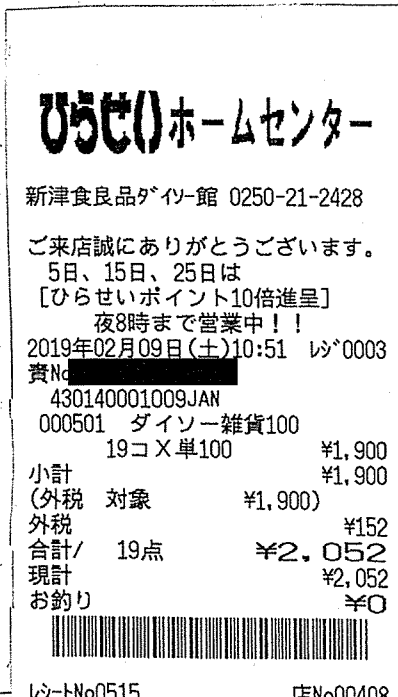 ひらせいホームセンター
新津食良品ダイソー館 0250-21-2428
ご来店誠にありがとうございます。
5日、15日、25日は
[ひらせいポイント10倍進呈]
夜8時まで営業中!!
2019年02月09日(土)10:51 レジ0003
責No
430140001009JAN
000501 ダイソー雑貨100
19コX単100 ¥1,900
小計 ¥1,900
(外税 対象 ¥1,900)
外税 ¥152
合計/ 19点 ¥2,052
現計 ¥2,052
お釣り ¥0
レシートNo0515 店No00408